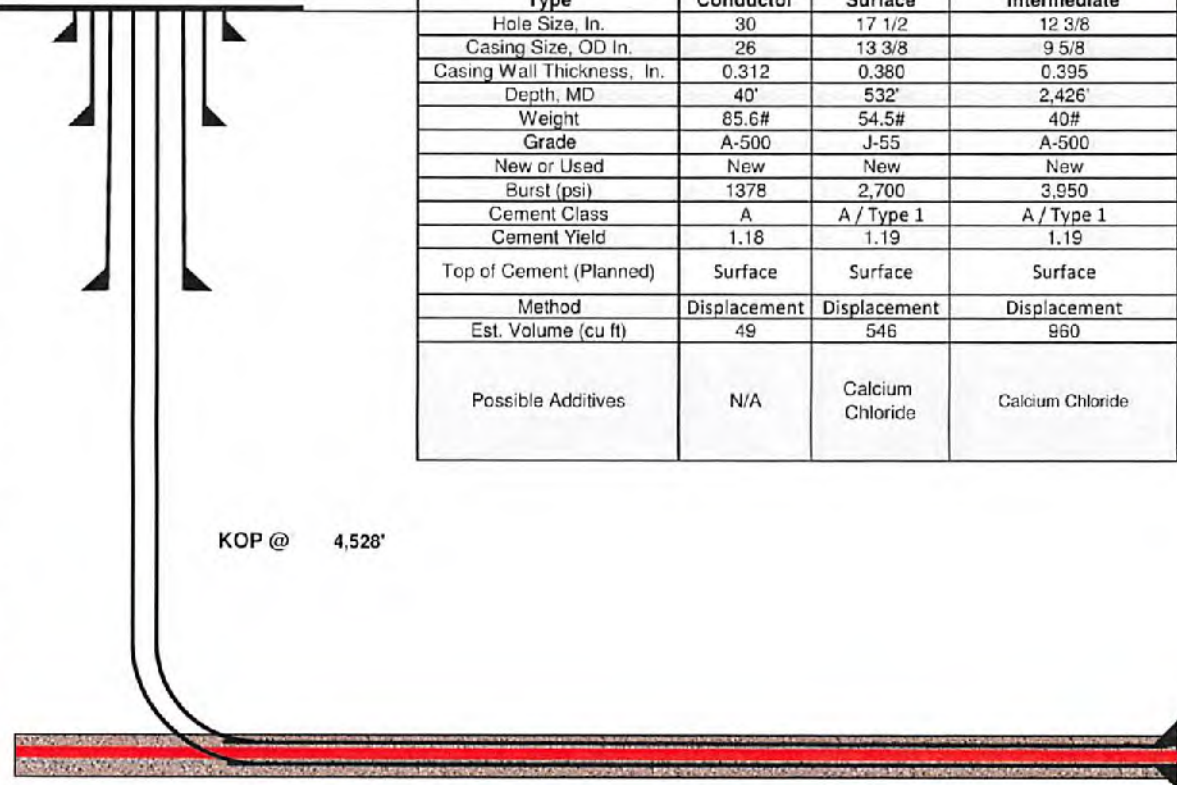 Type Conductor Surface Intermediate
Hole Size, In. 30 17 1/2 12 3/8
Casing Size, OD In. 26 13 3/8 9 5/8
Casing Wall Thickness, In. 0.312 0.380 0.395
Depth, MD 40' 532' 2,426'
Weight 85.6# 54.5# 40#
Grade A-500 J-55 A-500
New or Used New New New
Burst (psi) 1378 2,700 3,950
Cement Class A A / Type 1 A / Type 1
Cement Yield 1.18 1.19 1.19
Top of Cement (Planned) Surface Surface Surface
Method Displacement Displacement Displacement
Est. Volume (cu ft) 49 546 960
Possible Additives N/A Calcium Chloride Calcium Chloride
KOP @ 4,528'